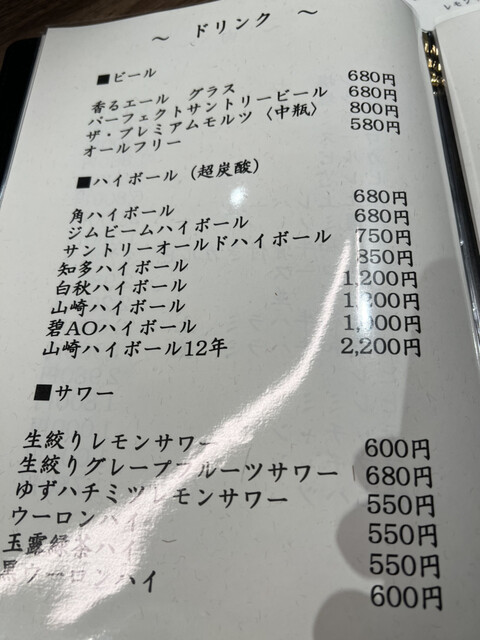 ～ ドリンク ～
■ビール
香るエール グラス 680円
パーフェクトサントリービール 680円
ザ・プレミアムモルツ〈中瓶〉 800円
オールフリー 580円
■ハイボール（超炭酸）
角ハイボール 680円
ジムビームハイボール 680円
サントリーオールドハイボール 750円
知多ハイボール 850円
白秋ハイボール 1,200円
山崎ハイボール 1,200円
碧AOハイボール
山崎ハイボール12年 2,200円
■サワー
生絞りレモンサワー 600円
生絞りグレープフルーツサワー 680円
ゆずハチミツレモンサワー 550円
ウーロンハイ 550円
玉露緑茶ハイ 550円
黒ウーロンハイ 600円
レモン